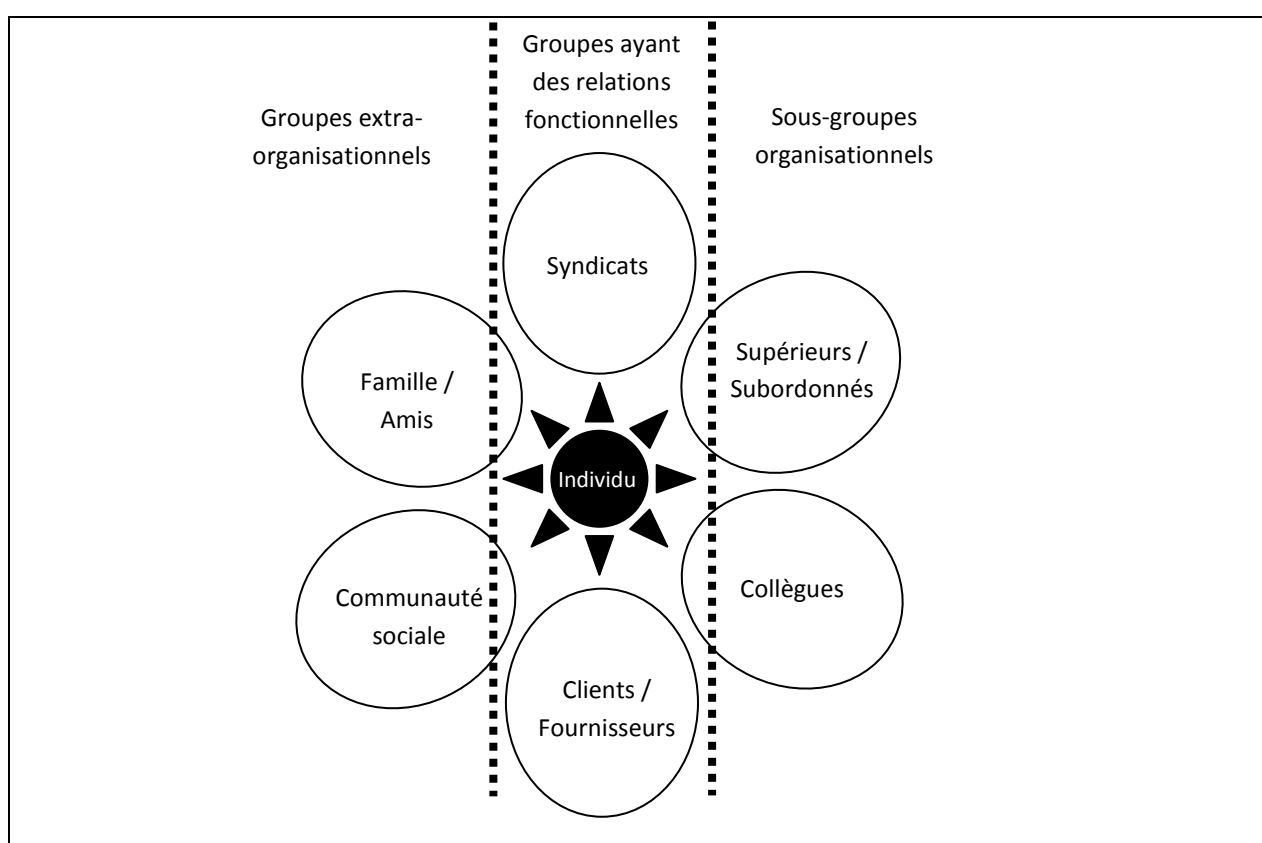 Groupes extra-
organisationnels
Groupes ayant
des relations
fonctionnelles
Sous-groupes
organisationnels
Syndicats
Famille /
Amis
Supérieurs /
Subordonnés
Individu
Communauté
sociale
Collègues
Clients /
Fournisseurs